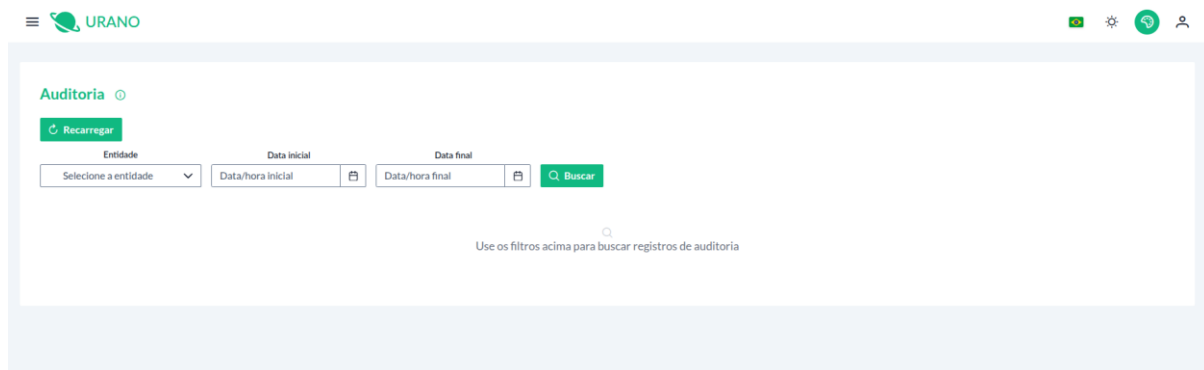 URANO
Auditoria
Recarregar
Entidade Data inicial Data final
Selecione a entidade Data/hora inicial Data/hora final Buscar
Use os filtros acima para buscar registros de auditoria